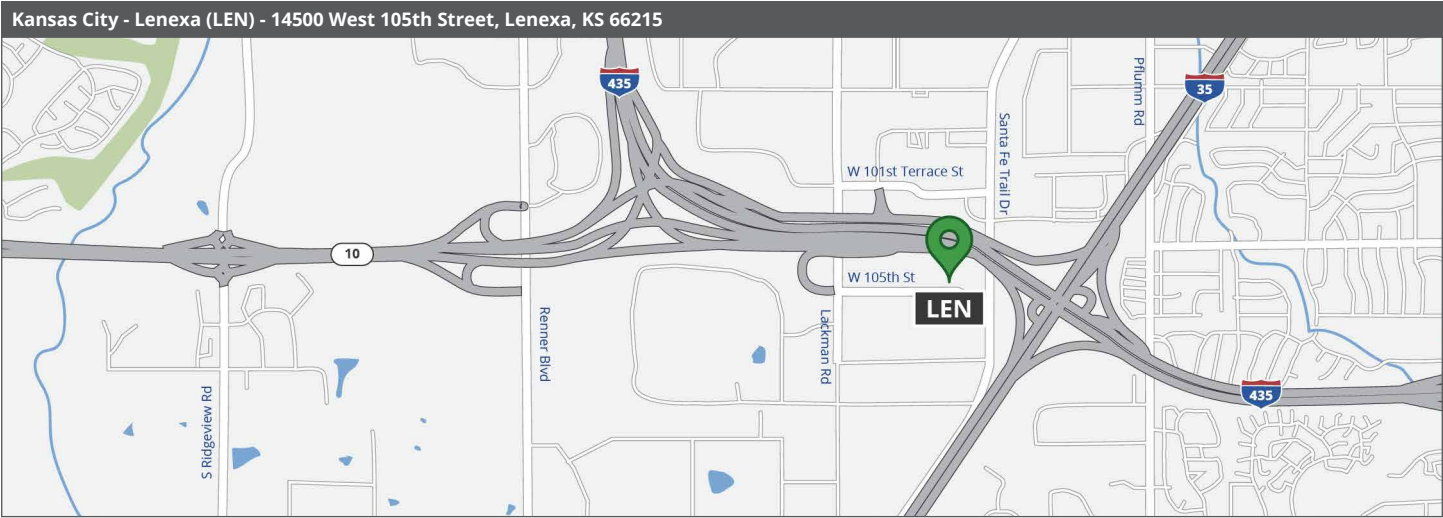 Kansas City - Lenexa (LEN) - 14500 West 105th Street, Lenexa, KS 66215
435
35
Pflumm Rd
Santa Fe Trail Dr
W 101st Terrace St
10
W 105th St
LEN
Renner Blvd
Lackman Rd
435
S Ridgeview Rd